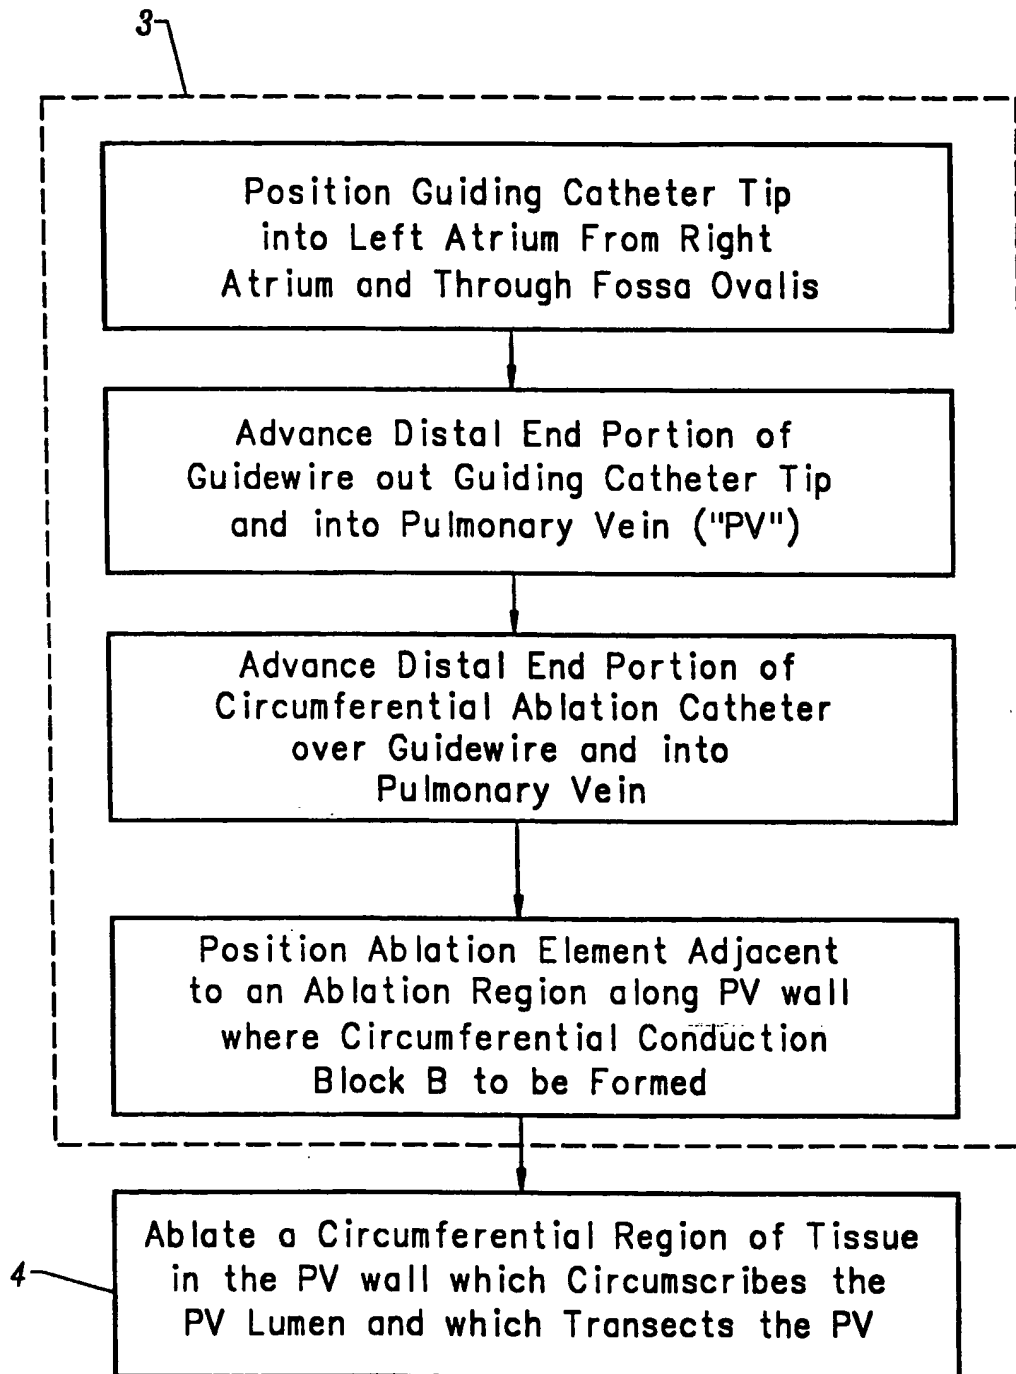 3
Position Guiding Catheter Tip
into Left Atrium From Right
Atrium and Through Fossa Ovalis
Advance Distal End Portion of
Guidewire out Guiding Catheter Tip
and into Pulmonary Vein ("PV")
Advance Distal End Portion of
Circumferential Ablation Catheter
over Guidewire and into
Pulmonary Vein
Position Ablation Element Adjacent
to an Ablation Region along PV wall
where Circumferential Conduction
Block B to be Formed
4
Ablate a Circumferential Region of Tissue
in the PV wall which Circumscribes the
PV Lumen and which Transects the PV